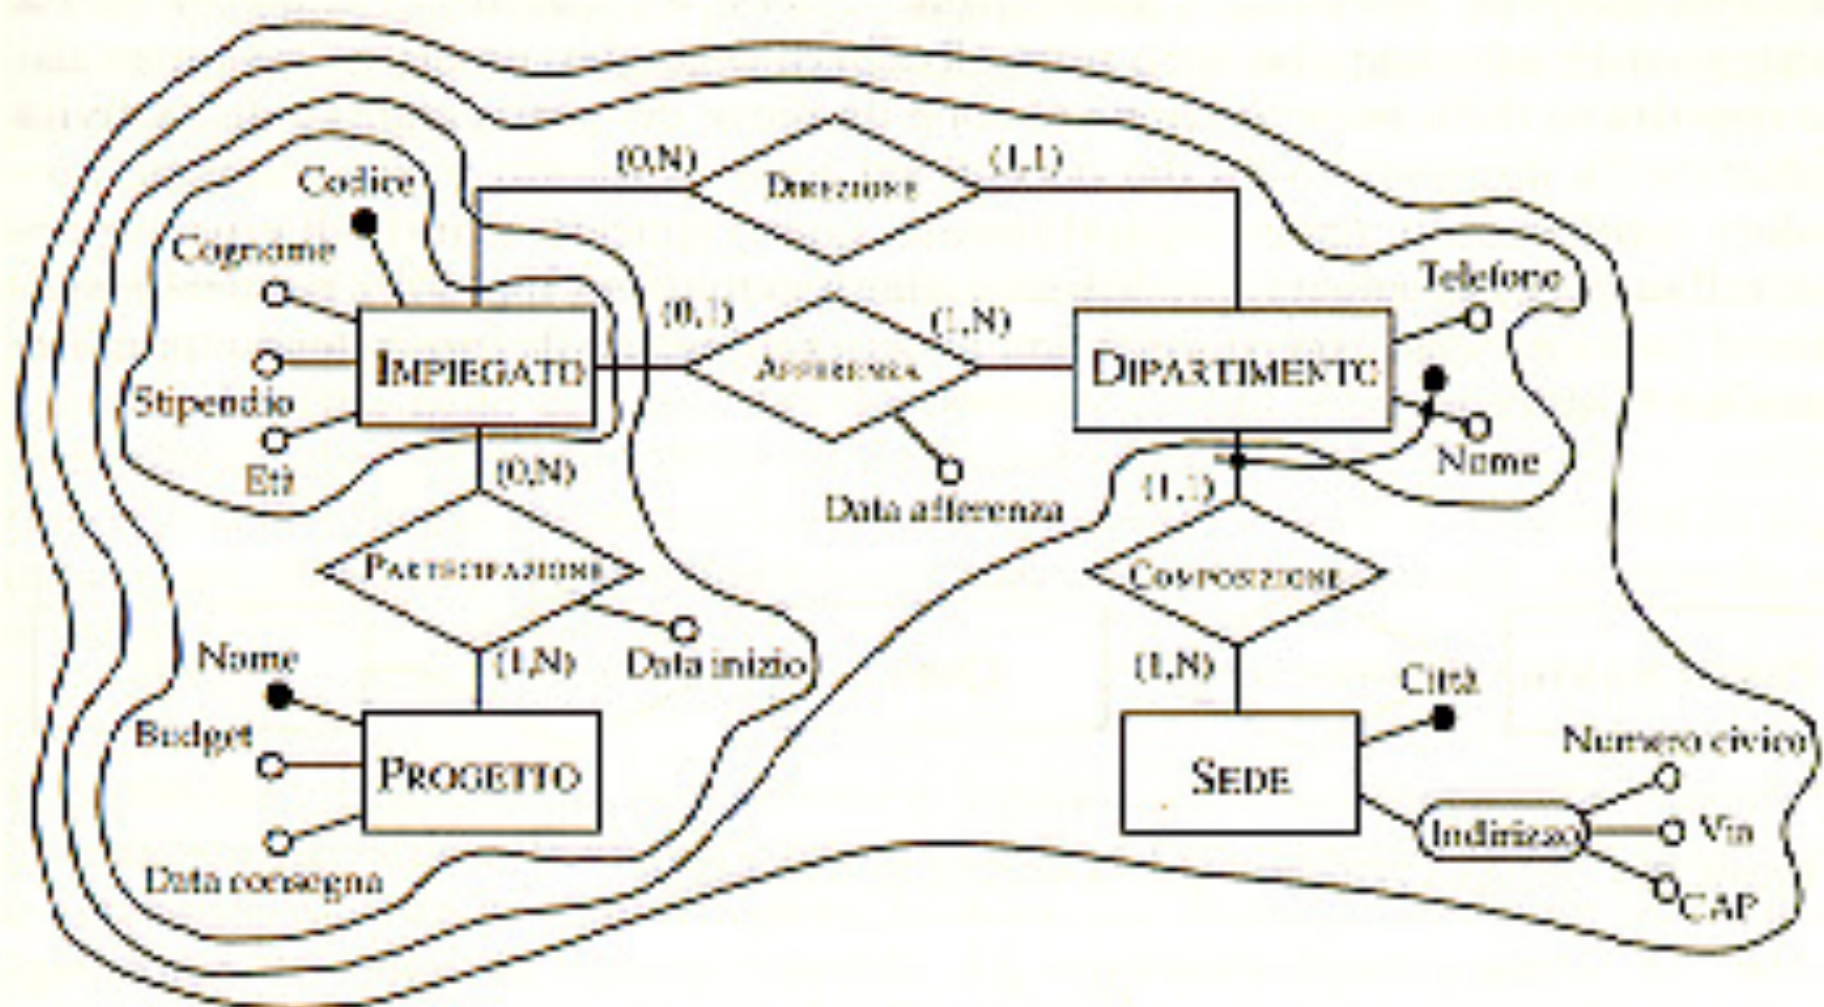 (0,N)
DIREZIONE
(1,1)
Codice
Cognome
Stipendio
Età
IMPIEGATO
(0,1)
AFFERENZA
(1,N)
DIPARTIMENTO
Telefono
Nome
Data afferenza
(0,N)
PARTECIPAZIONE
(1,N)
Data inizio
(1,1)
COMPOSIZIONE
(1,N)
Nome
Budget
Data consegna
PROGETTO
SEDE
Città
Indirizzo
Numero civico
Via
CAP